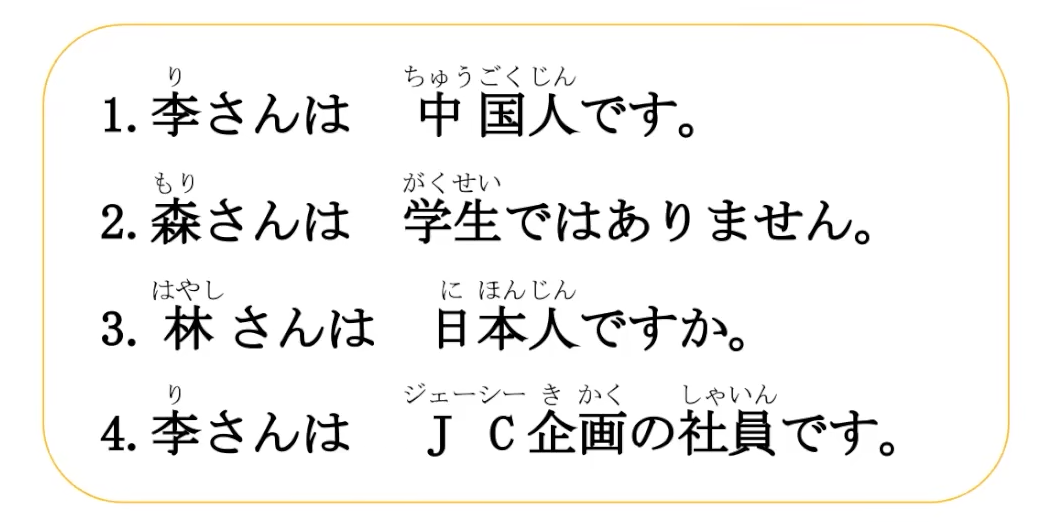 り ちゅうごくじん
1. 李さんは　中国人です。
もり がくせい
2. 森さんは　学生ではありません。
はやし に ほんじん
3. 林さんは　日本人ですか。
り ジェーシー き かく しゃいん
4. 李さんは　ＪＣ企画の社員です。